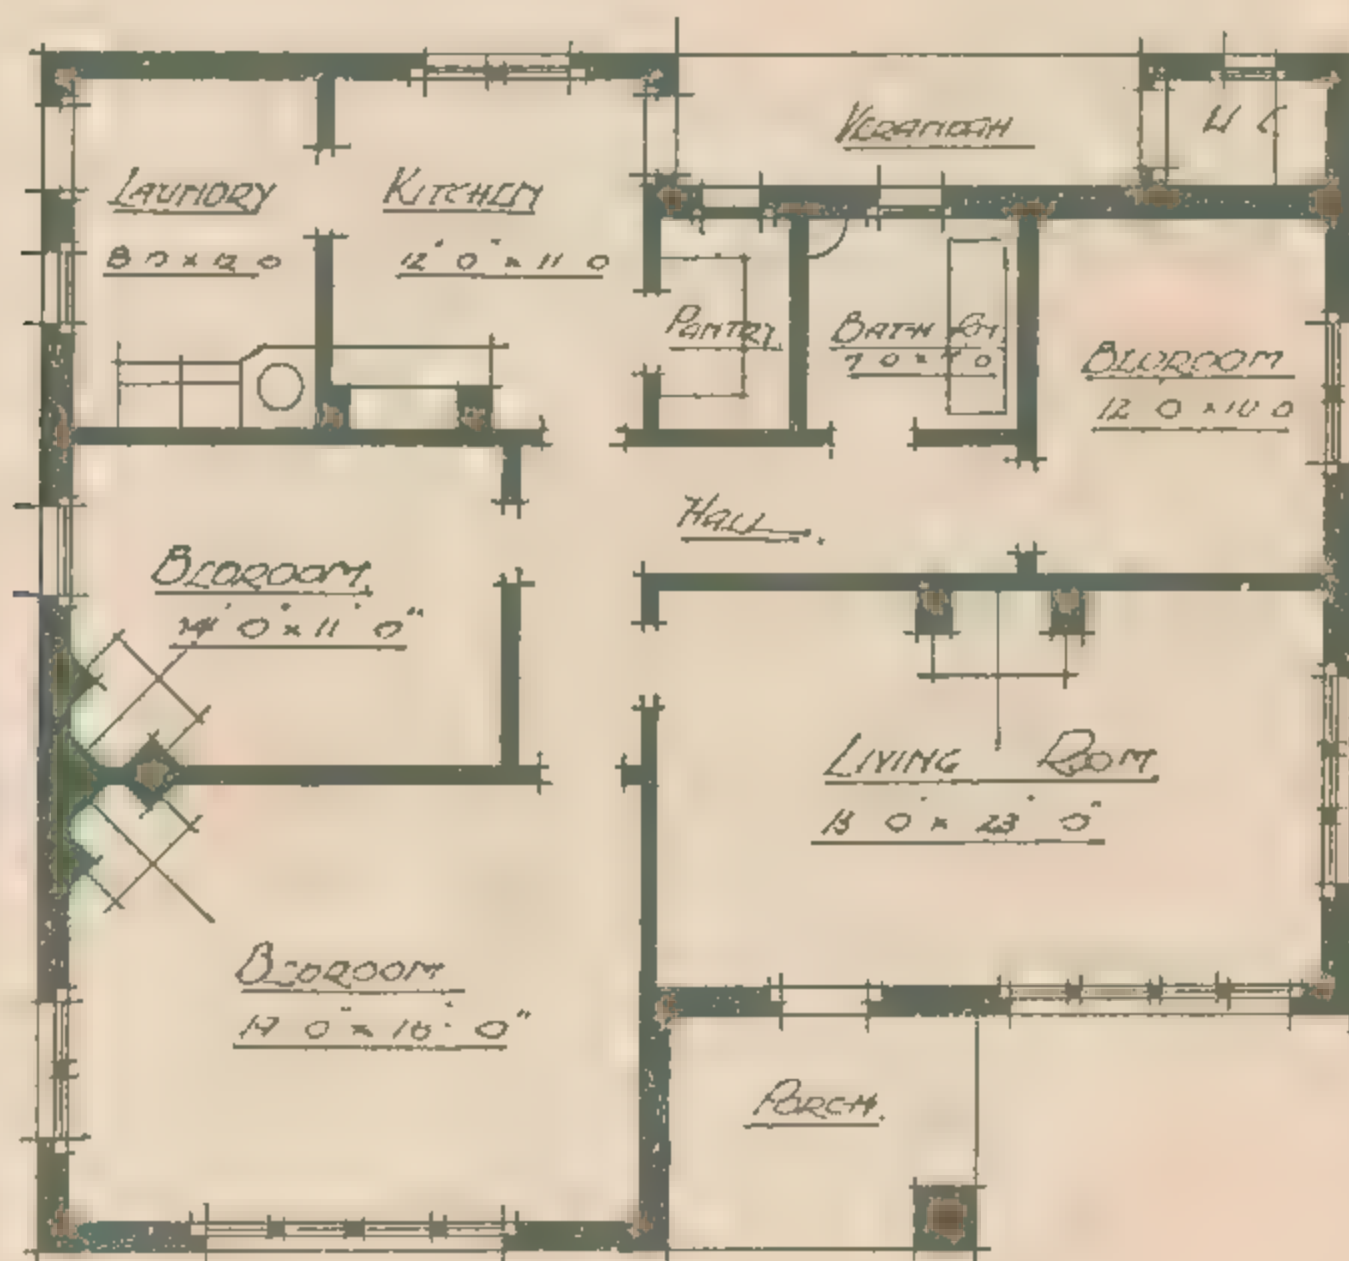 VERANDAH
W C
LAUNDRY
8 0 x 12 0
KITCHEN
12' 0" x 11 0
PANTRY
BATH RM.
7 0 x 7 0
BEDROOM
12 0 x 10 0
HALL.
BEDROOM.
14' 0" x 11' 0"
LIVING ROOM.
0" x 23' 0"
BEDROOM
0" x 16' 0"
PORCH.